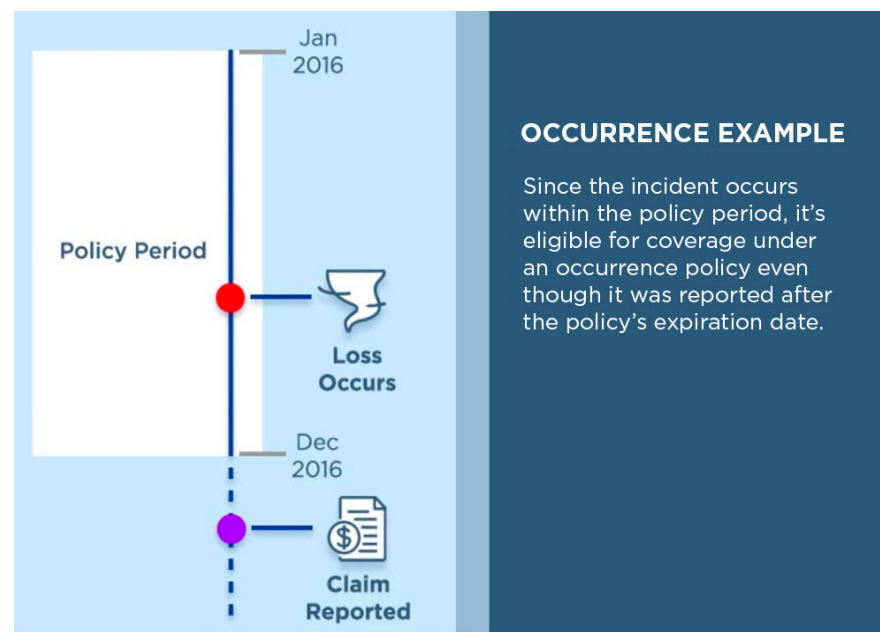 Jan
2016
Policy Period
Loss
Occurs
Dec
2016
$
Claim
Reported
OCCURRENCE EXAMPLE
Since the incident occurs
within the policy period, it’s
eligible for coverage under
an occurrence policy even
though it was reported after
the policy’s expiration date.